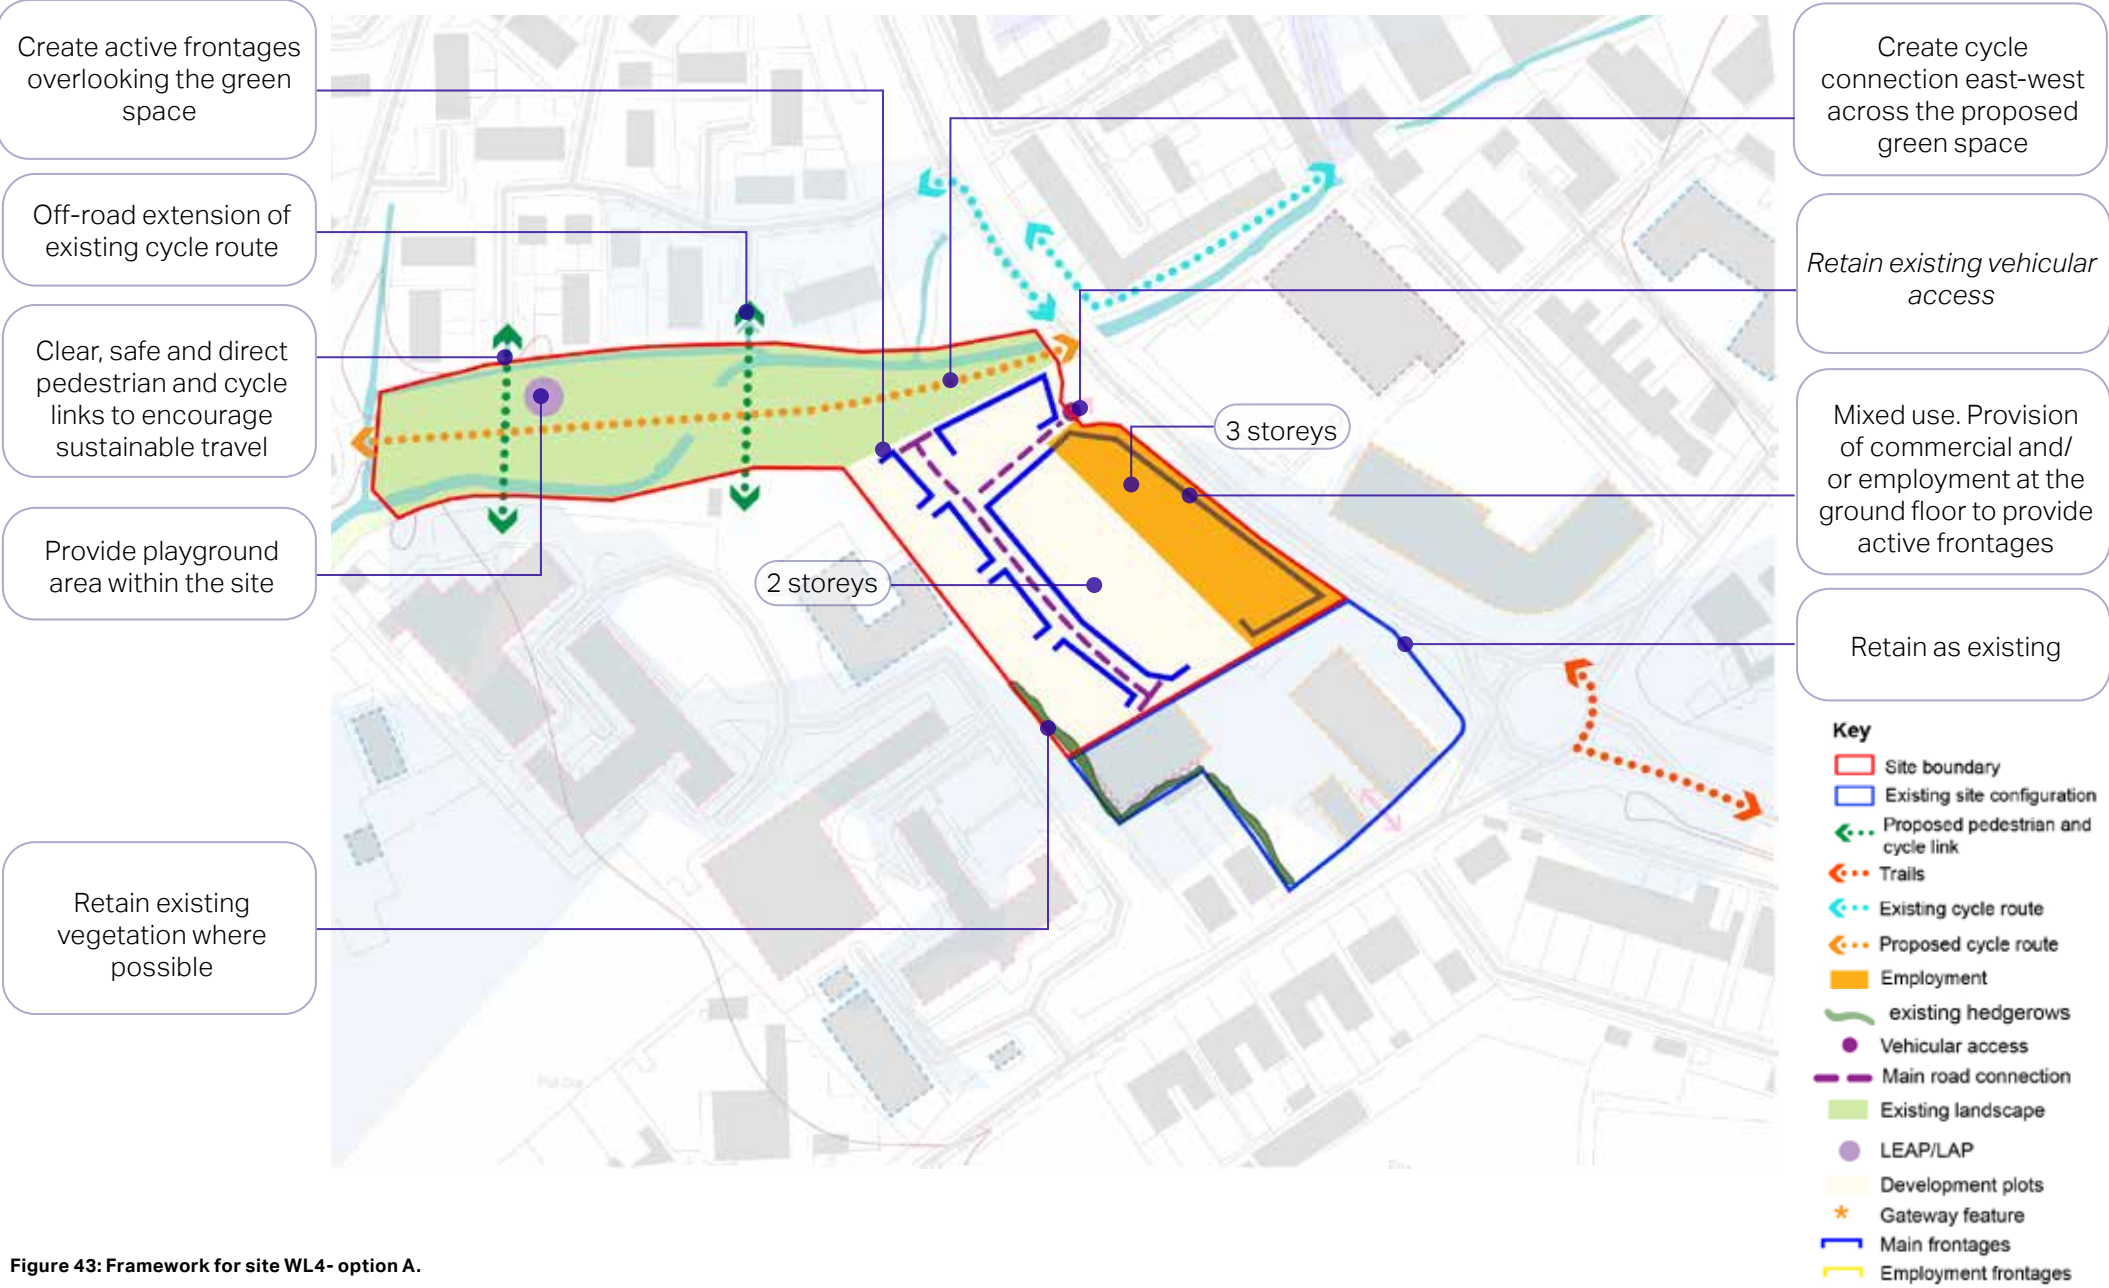 Create active frontages
overlooking the green
space
Off-road extension of
existing cycle route
Clear, safe and direct
pedestrian and cycle
links to encourage
sustainable travel
Provide playground
area within the site
Retain existing
vegetation where
possible
3 storeys
2 storeys
Create cycle
connection east-west
across the proposed
green space
Retain existing vehicular
access
Mixed use. Provision
of commercial and/
or employment at the
ground floor to provide
active frontages
Retain as existing
Key
Site boundary
Existing site configuration
Proposed pedestrian and
cycle link
Trails
Existing cycle route
Proposed cycle route
Employment
existing hedgerows
Vehicular access
Main road connection
Existing landscape
LEAP/LAP
Development plots
Gateway feature
Main frontages
Employment frontages
Figure 43: Framework for site WL4- option A.